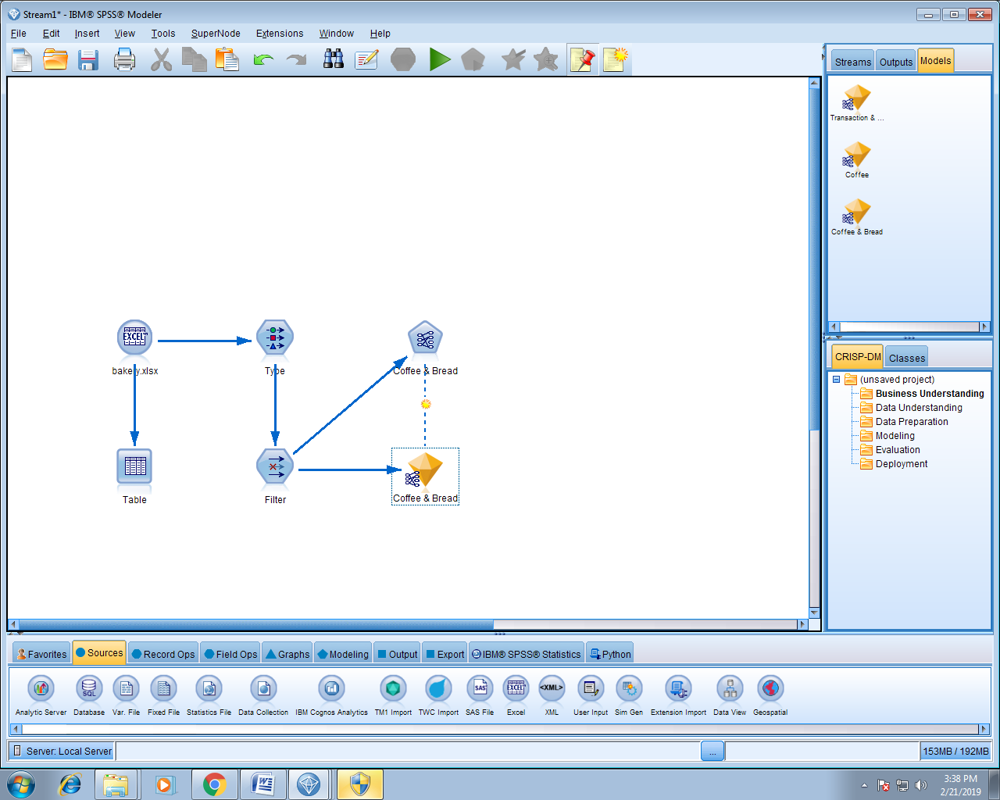 Stream1* - IBM® SPSS® Modeler
File Edit Insert View Tools SuperNode Extensions Window Help
Streams Outputs Models
Transaction & ...
Coffee
Coffee & Bread
EXCEL™
bakery.xlsx
Type
Coffee & Bread
Table
Filter
Coffee & Bread
CRISP-DM Classes
(unsaved project)
Business Understanding
Data Understanding
Data Preparation
Modeling
Evaluation
Deployment
Favorites Sources Record Ops Field Ops Graphs Modeling Output Export IBM® SPSS® Statistics Python
SQL SAS EXCEL™ <XML>
Analytic Server Database Var. File Fixed File Statistics File Data Collection IBM Cognos Analytics TM1 Import TWC Import SAS File Excel XML User Input Sim Gen Extension Import Data View Geospatial
Server: Local Server ... 153MB / 192MB
3:38 PM
2/21/2019